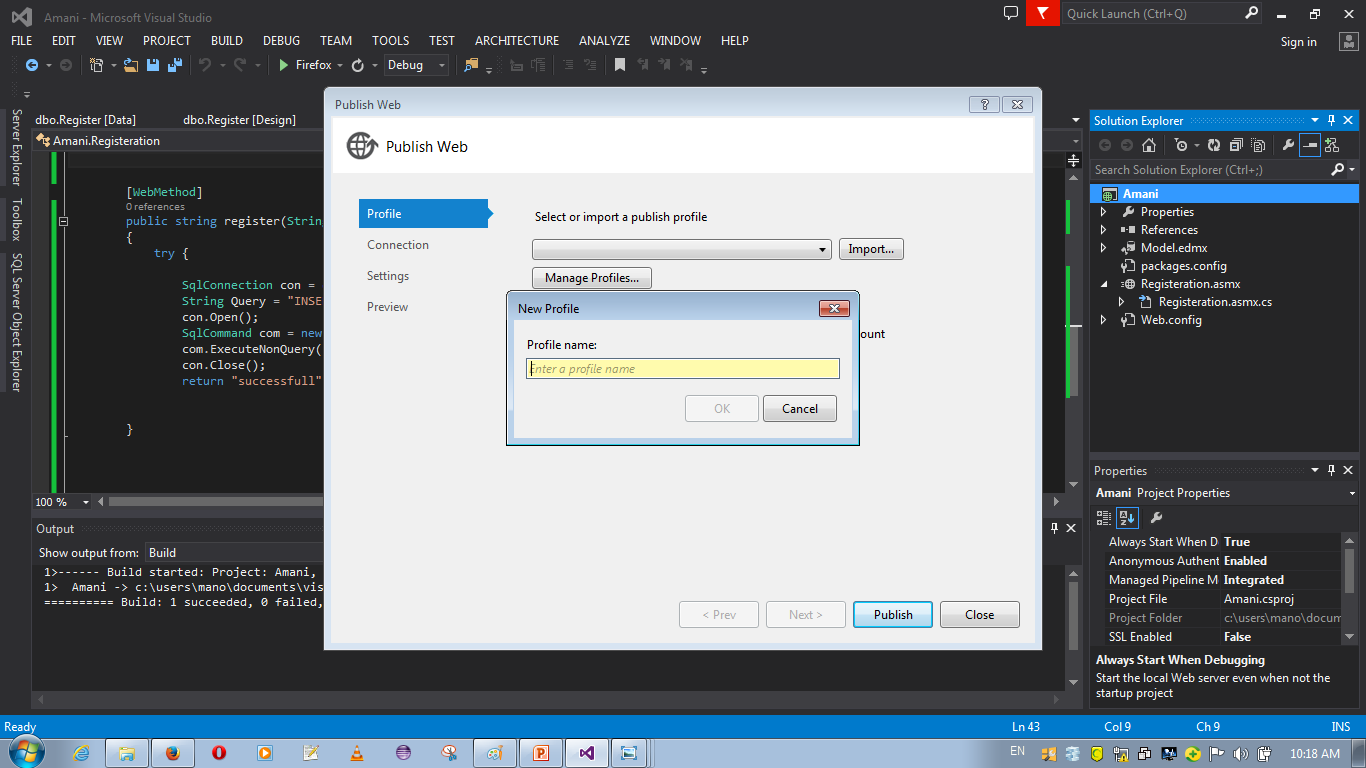 Amani - Microsoft Visual Studio
Quick Launch (Ctrl+Q)
FILE EDIT VIEW PROJECT BUILD DEBUG TEAM TOOLS TEST ARCHITECTURE ANALYZE WINDOW HELP
Sign in
Firefox
Debug
Server Explorer
Toolbox
SQL Server Object Explorer
dbo.Register [Data]
dbo.Register [Design]
Amani.Registeration
[WebMethod]
0 references
public string register(Strin
{
try {
SqlConnection con =
String Query = "INSE
con.Open();
SqlCommand com = new
com.ExecuteNonQuery(
con.Close();
return "successfull"
}
100 %
Output
Show output from: Build
1>------ Build started: Project: Amani,
1> Amani -> c:\users\mano\documents\vis
========== Build: 1 succeeded, 0 failed,
Publish Web
?
Publish Web
Profile
Connection
Settings
Preview
Select or import a publish profile
Import...
Manage Profiles...
ount
New Profile
Profile name:
Enter a profile name
OK
Cancel
< Prev
Next >
Publish
Close
Solution Explorer
Search Solution Explorer (Ctrl+;)
Amani
Properties
References
Model.edmx
packages.config
Registeration.asmx
Registeration.asmx.cs
Web.config
Properties
Amani Project Properties
Always Start When D True
Anonymous Authent Enabled
Managed Pipeline M Integrated
Project File Amani.csproj
Project Folder c:\users\mano\docum
SSL Enabled False
Always Start When Debugging
Start the local Web server even when not the
startup project
Ready
Ln 43
Col 9
Ch 9
INS
EN
10:18 AM